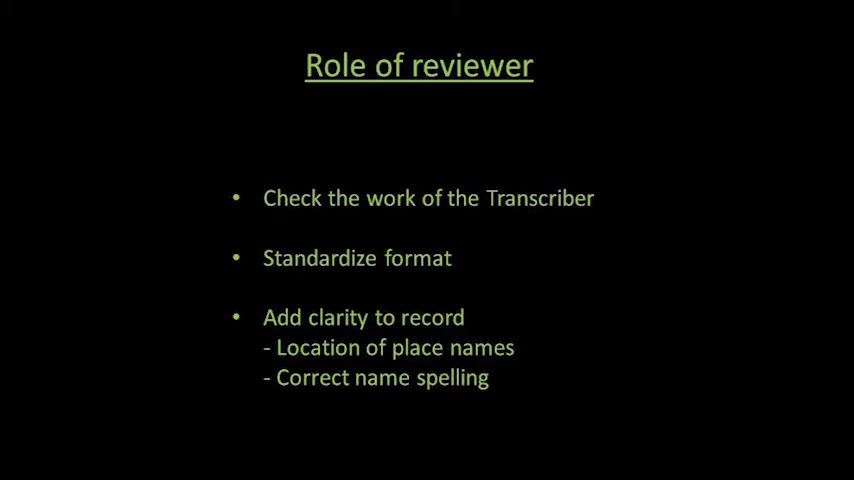 Role of reviewer
• Check the work of the Transcriber
• Standardize format
• Add clarity to record
- Location of place names
- Correct name spelling